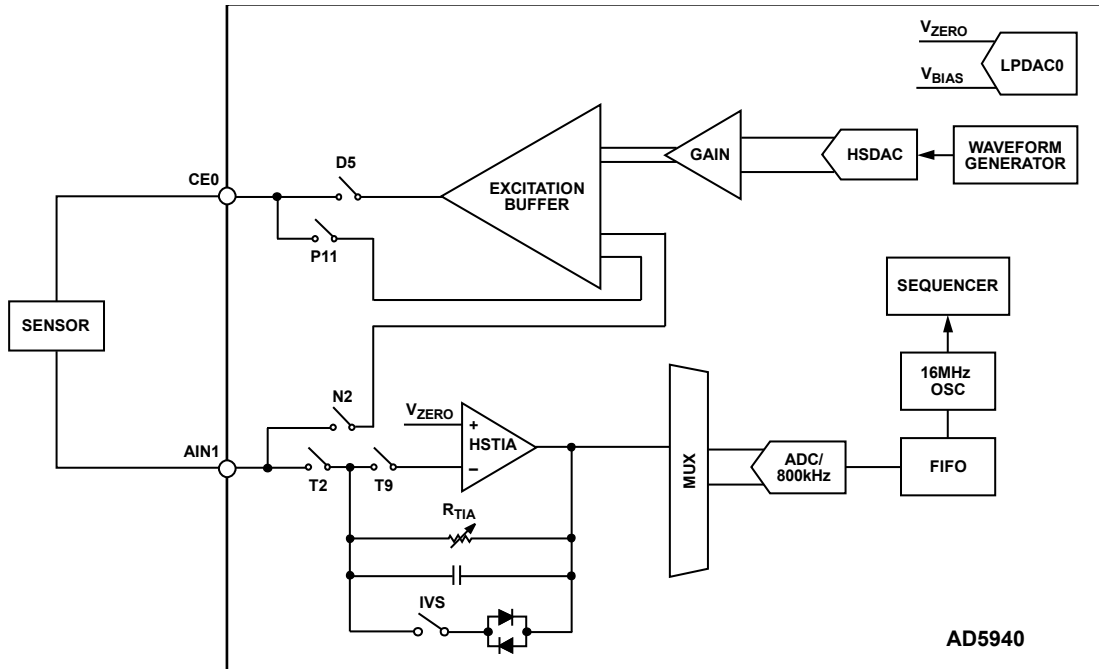 VZERO
VBIAS
LPDAC0
CE0
D5
P11
EXCITATION
BUFFER
GAIN
HSDAC
WAVEFORM
GENERATOR
SENSOR
SEQUENCER
16MHz
OSC
FIFO
N2
AIN1
T2
T9
VZERO
+
HSTIA
–
RTIA
IVS
MUX
ADC/
800kHz
AD5940